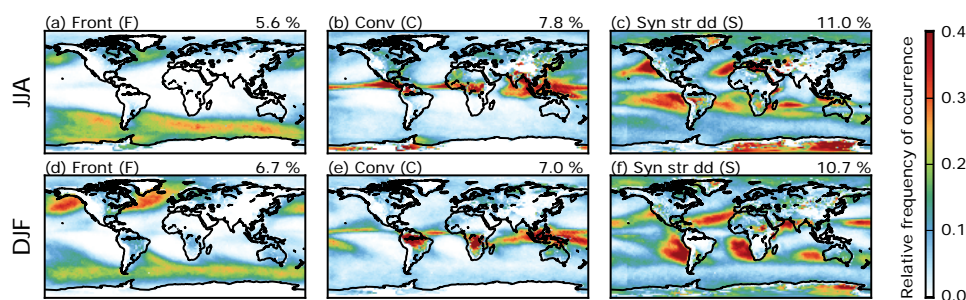 (a) Front (F) 5.6 %
(b) Conv (C) 7.8 %
(c) Syn str dd (S) 11.0 %
JJA
(d) Front (F) 6.7 %
(e) Conv (C) 7.0 %
(f) Syn str dd (S) 10.7 %
DJF
0.4
0.3
0.2
0.1
0.0
Relative frequency of occurrence